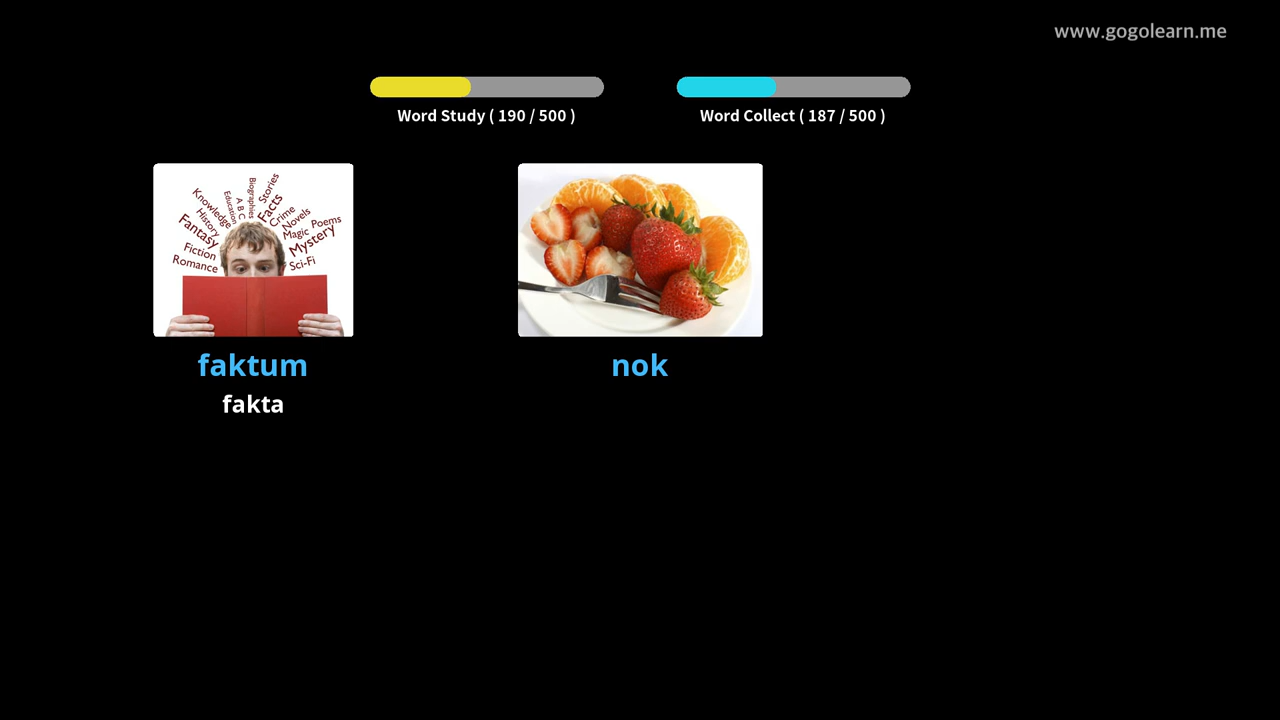 www.gogolearn.me
Word Study ( 190 / 500 )
Word Collect ( 187 / 500 )
Stories
Biographies
A B C
Education
Facts
Knowledge
Crime
History
Novels
Fantasy
Magic
Poems
Mystery
Fiction
Romance
Sci-Fi
faktum
nok
fakta